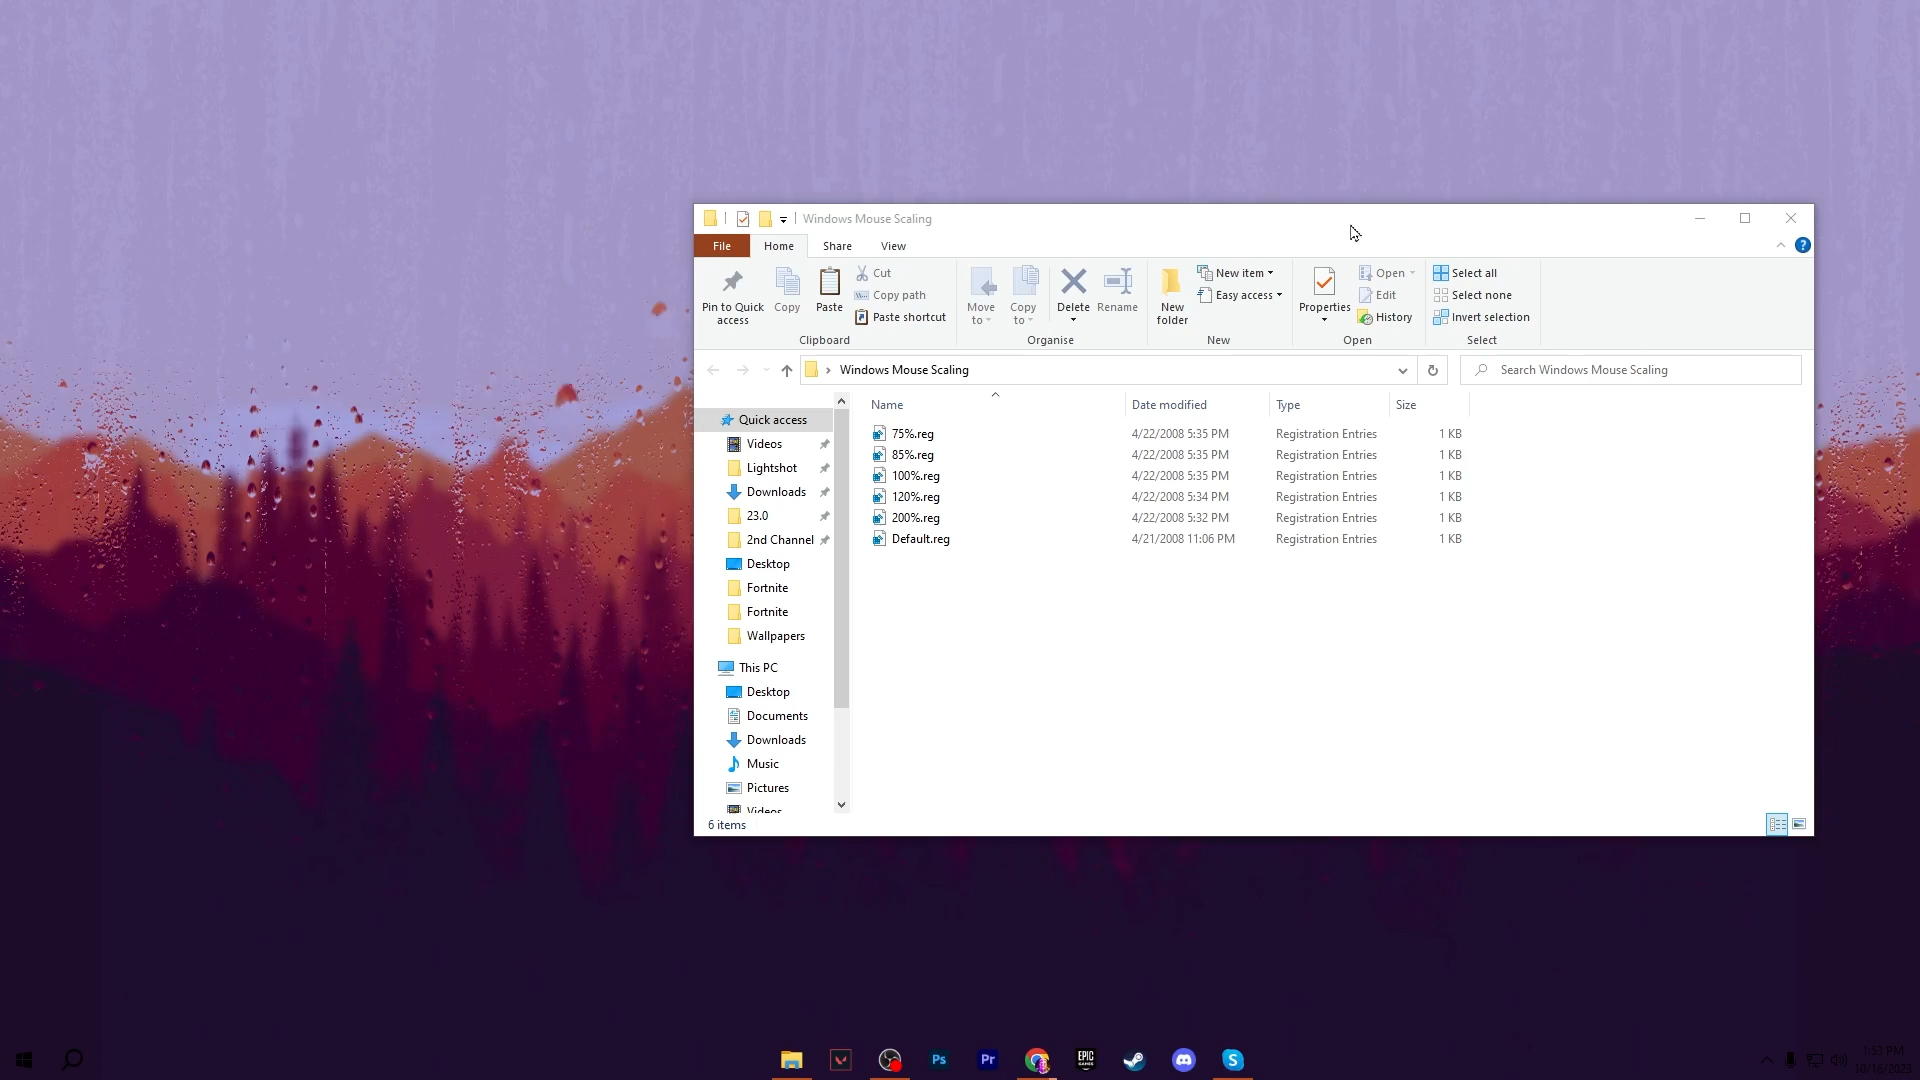 Windows Mouse Scaling
File Home Share View
Pin to Quick access
Copy
Paste
Cut
Copy path
Paste shortcut
Move to
Copy to
Delete
Rename
New folder
New item
Easy access
Properties
Open
Edit
History
Select all
Select none
Invert selection
Clipboard Organise New Open Select
Windows Mouse Scaling
Search Windows Mouse Scaling
Name Date modified Type Size
75%.reg 4/22/2008 5:35 PM Registration Entries 1 KB
85%.reg 4/22/2008 5:35 PM Registration Entries 1 KB
100%.reg 4/22/2008 5:35 PM Registration Entries 1 KB
120%.reg 4/22/2008 5:34 PM Registration Entries 1 KB
200%.reg 4/22/2008 5:32 PM Registration Entries 1 KB
Default.reg 4/21/2008 11:06 PM Registration Entries 1 KB
Quick access
Videos
Lightshot
Downloads
23.0
2nd Channel
Desktop
Fortnite
Fortnite
Wallpapers
This PC
Desktop
Documents
Downloads
Music
Pictures
Videos
6 items
Ps Pr EPIC GAMES S
1:53 PM
10/16/2023